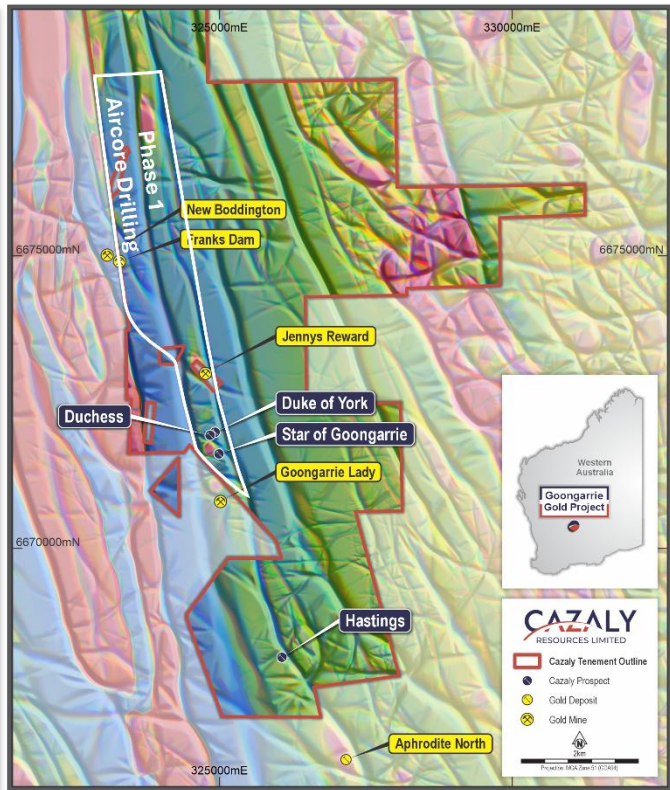 325000mE
330000mE
Phase 1
Aircore Drilling
New Boddington
Franks Dam
6675000mN
6675000mN
Jennys Reward
Duke of York
Duchess
Star of Goongarrie
Goongarrie Lady
6670000mN
Hastings
Aphrodite North
325000mE
Western
Australia
Goongarrie
Gold Project
CAZALY
RESOURCES LIMITED
Cazaly Tenement Outline
Cazaly Prospect
Gold Deposit
Gold Mine
N
2km